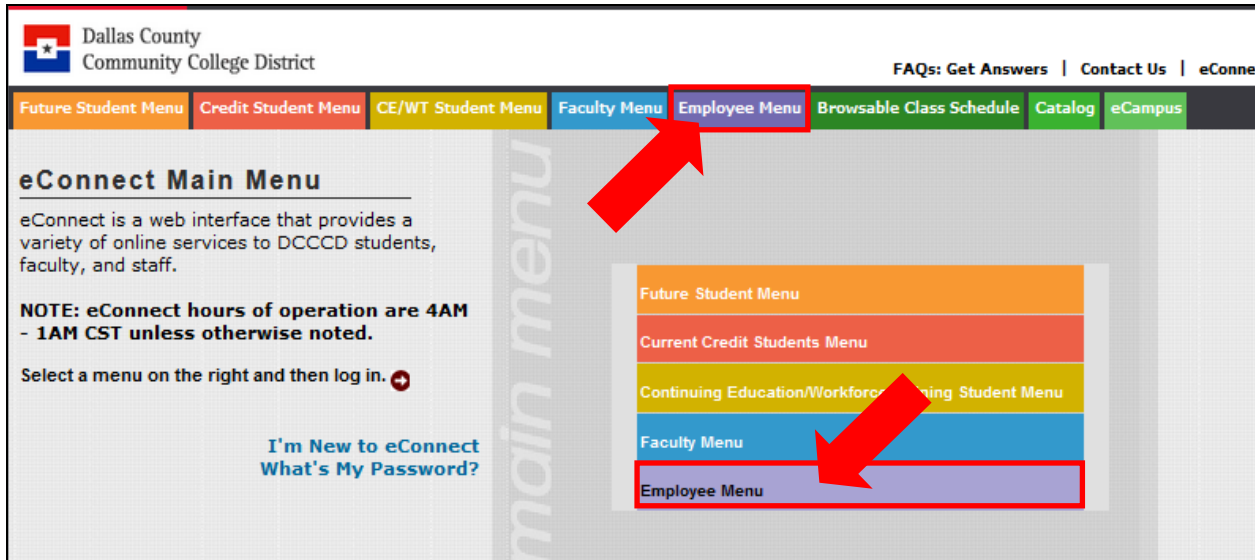 Dallas County
Community College District
FAQs: Get Answers | Contact Us |
Future Student Menu Credit Student Menu CE/WT Student Menu Faculty Menu Employee Menu Browsable Class Schedule Catalog eCampus
main menu
eConnect Main Menu
eConnect is a web interface that provides a
variety of online services to DCCCD students,
faculty, and staff.
NOTE: eConnect hours of operation are 4AM
- 1AM CST unless otherwise noted.
Select a menu on the right and then log in.
I'm New to eConnect
What's My Password?
Future Student Menu
Current Credit Students Menu
Continuing Education/Workforce Student Menu
Faculty Menu
Employee Menu